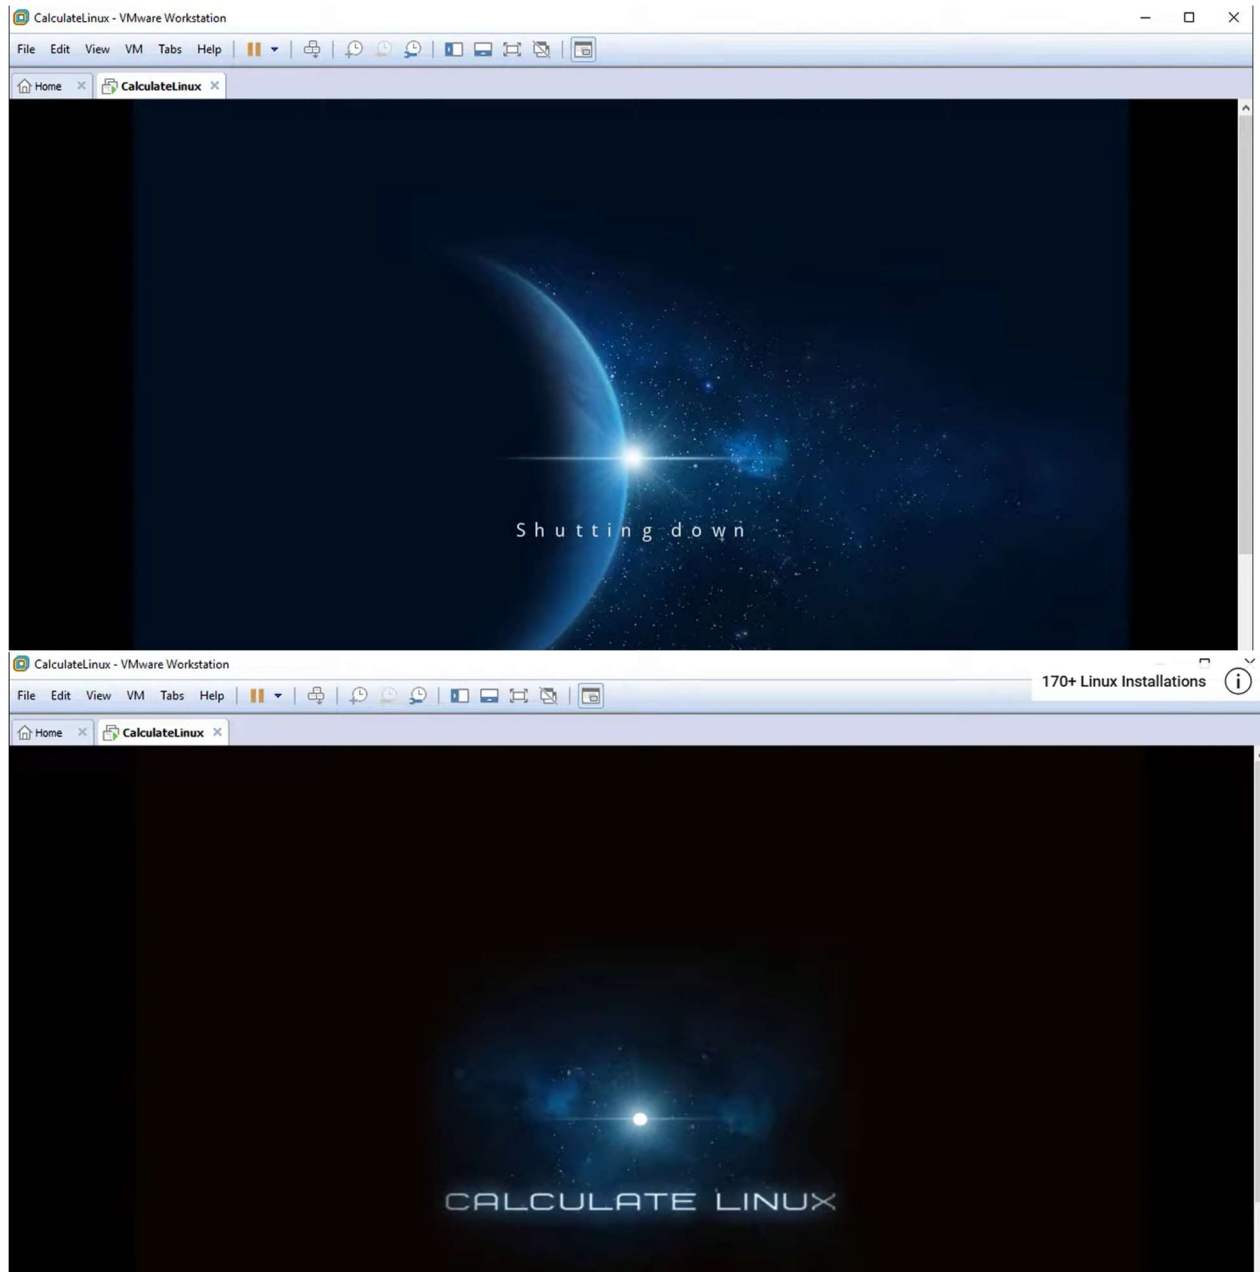 CalculateLinux - VMware Workstation
File Edit View VM Tabs Help
Home CalculateLinux
Shutting down
CalculateLinux - VMware Workstation
170+ Linux Installations
File Edit View VM Tabs Help
Home CalculateLinux
CALCULATE LINUX